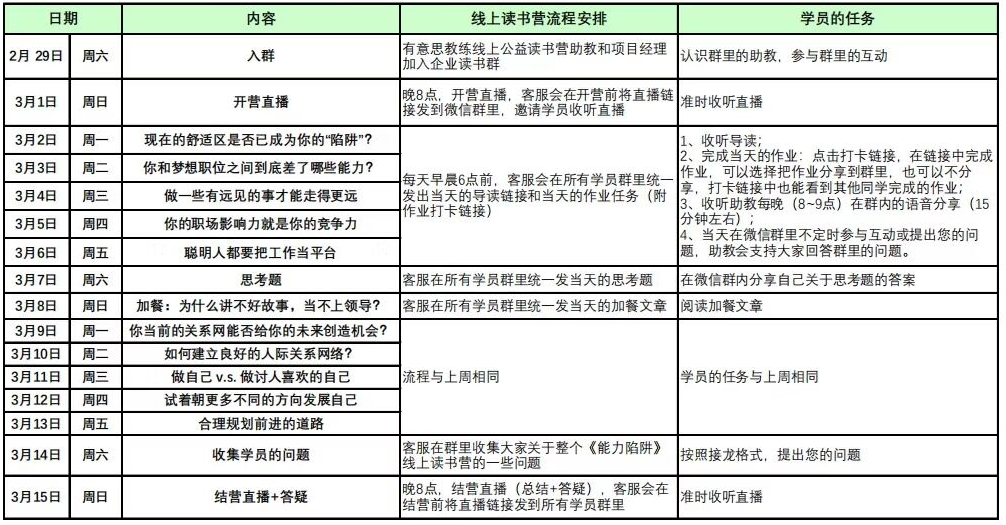 日期 内容 线上读书营流程安排 学员的任务
2月 29日 周六 入群 有意思教练线上公益读书营助教和项目经理
加入企业读书群 认识群里的助教，参与群里的互动
3月1日 周日 开营直播 晚8点，开营直播，客服会在开营前将直播链
接发到微信群里，邀请学员收听直播 准时收听直播
3月2日 周一 现在的舒适区是否已成为你的“陷阱”？
3月3日 周二 你和梦想职位之间到底差了哪些能力？
3月4日 周三 做一些有远见的事才能走得更远
3月5日 周四 你的职场影响力就是你的竞争力
3月6日 周五 聪明人都要把工作当平台
每天早晨6点前，客服会在所有学员群里统一
发出当天的导读链接和当天的作业任务（附
作业打卡链接）
1、收听导读；
2、完成当天的作业：点击打卡链接，在链接中完成
作业，可以选择把作业分享到群里，也可以不分
享，打卡链接中也能看到其他同学完成的作业；
3、收听助教每晚（8~9点）在群内的语音分享（15
分钟左右）；
4、当天在微信群里不定时参与互动或提出您的问
题，助教会支持大家回答群里的问题。
3月7日 周六 思考题 客服在所有学员群里统一发当天的思考题 在微信群内分享自己关于思考题的答案
3月8日 周日 加餐：为什么讲不好故事，当不上领导？ 客服在所有学员群里统一发当天的加餐文章 阅读加餐文章
3月9日 周一 你当前的关系网能否给你的未来创造机会？
3月10日 周二 如何建立良好的人际关系网络？
3月11日 周三 做自己 v.s. 做讨人喜欢的自己 流程与上周相同 学员的任务与上周相同
3月12日 周四 试着朝更多不同的方向发展自己
3月13日 周五 合理规划前进的道路
3月14日 周六 收集学员的问题 客服在群里收集大家关于整个《能力陷阱》
线上读书营的一些问题 按照接龙格式，提出您的问题
3月15日 周日 结营直播+答疑 晚8点，结营直播（总结+答疑），客服会在
结营前将直播链接发到所有学员群里 准时收听直播